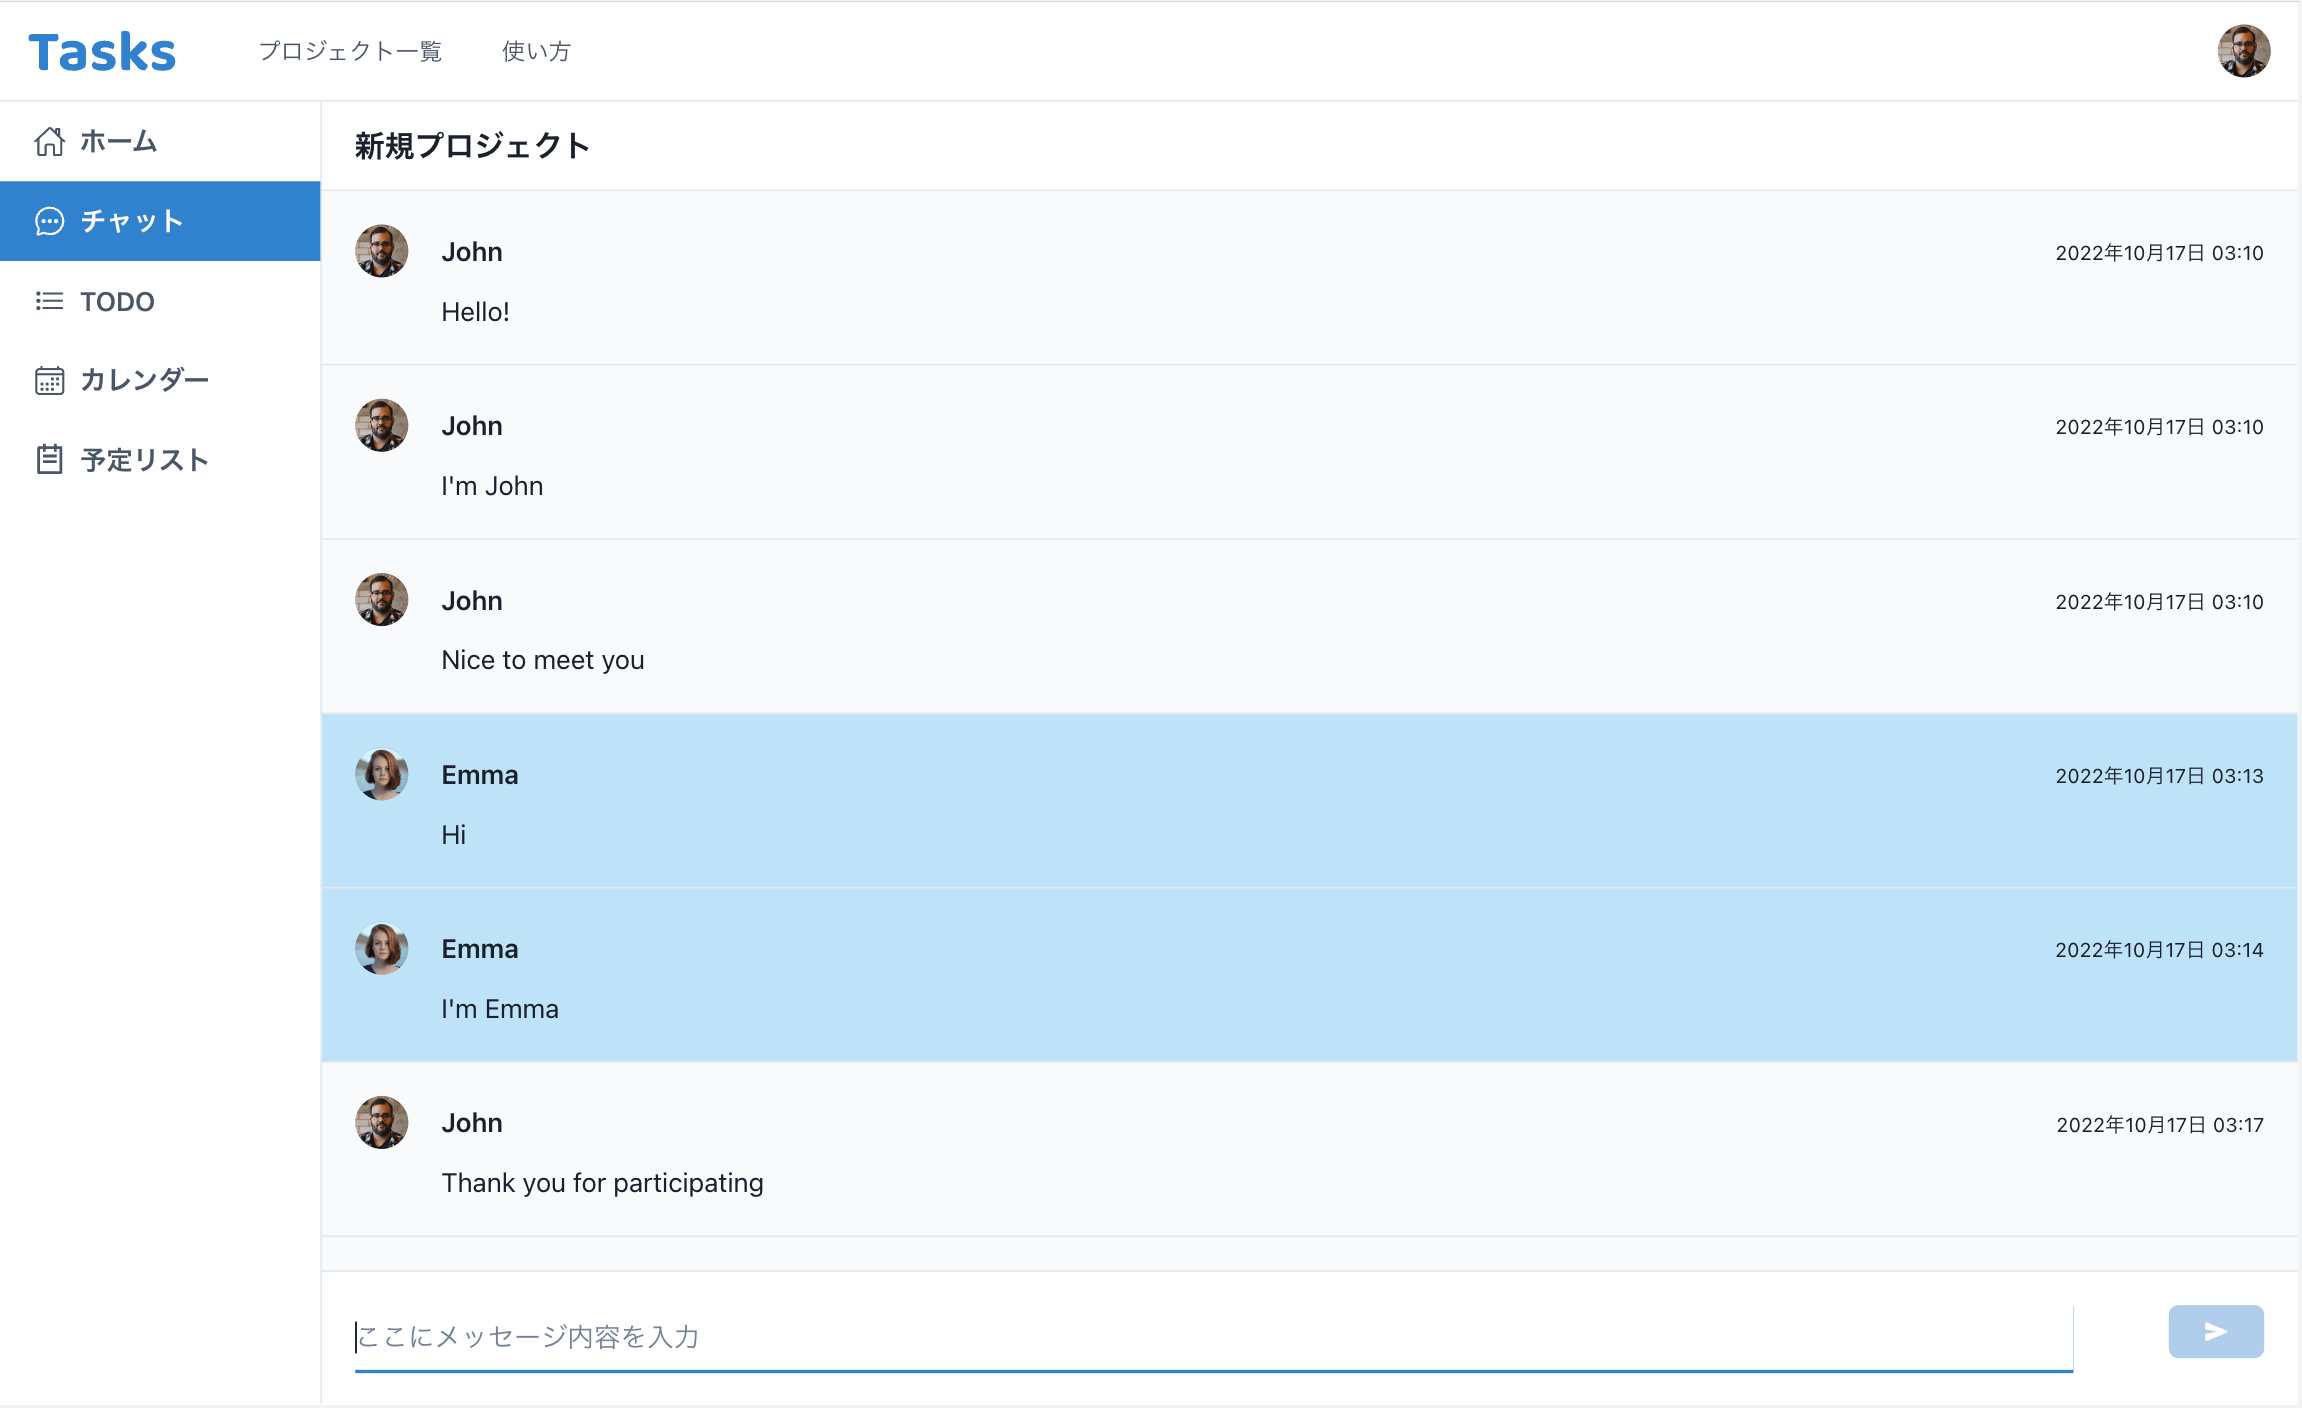 Tasks
プロジェクト一覧
使い方
ホーム
チャット
TODO
カレンダー
予定リスト
新規プロジェクト
John
2022年10月17日 03:10
Hello!
John
2022年10月17日 03:10
I'm John
John
2022年10月17日 03:10
Nice to meet you
Emma
2022年10月17日 03:13
Hi
Emma
2022年10月17日 03:14
I'm Emma
John
2022年10月17日 03:17
Thank you for participating
ここにメッセージ内容を入力